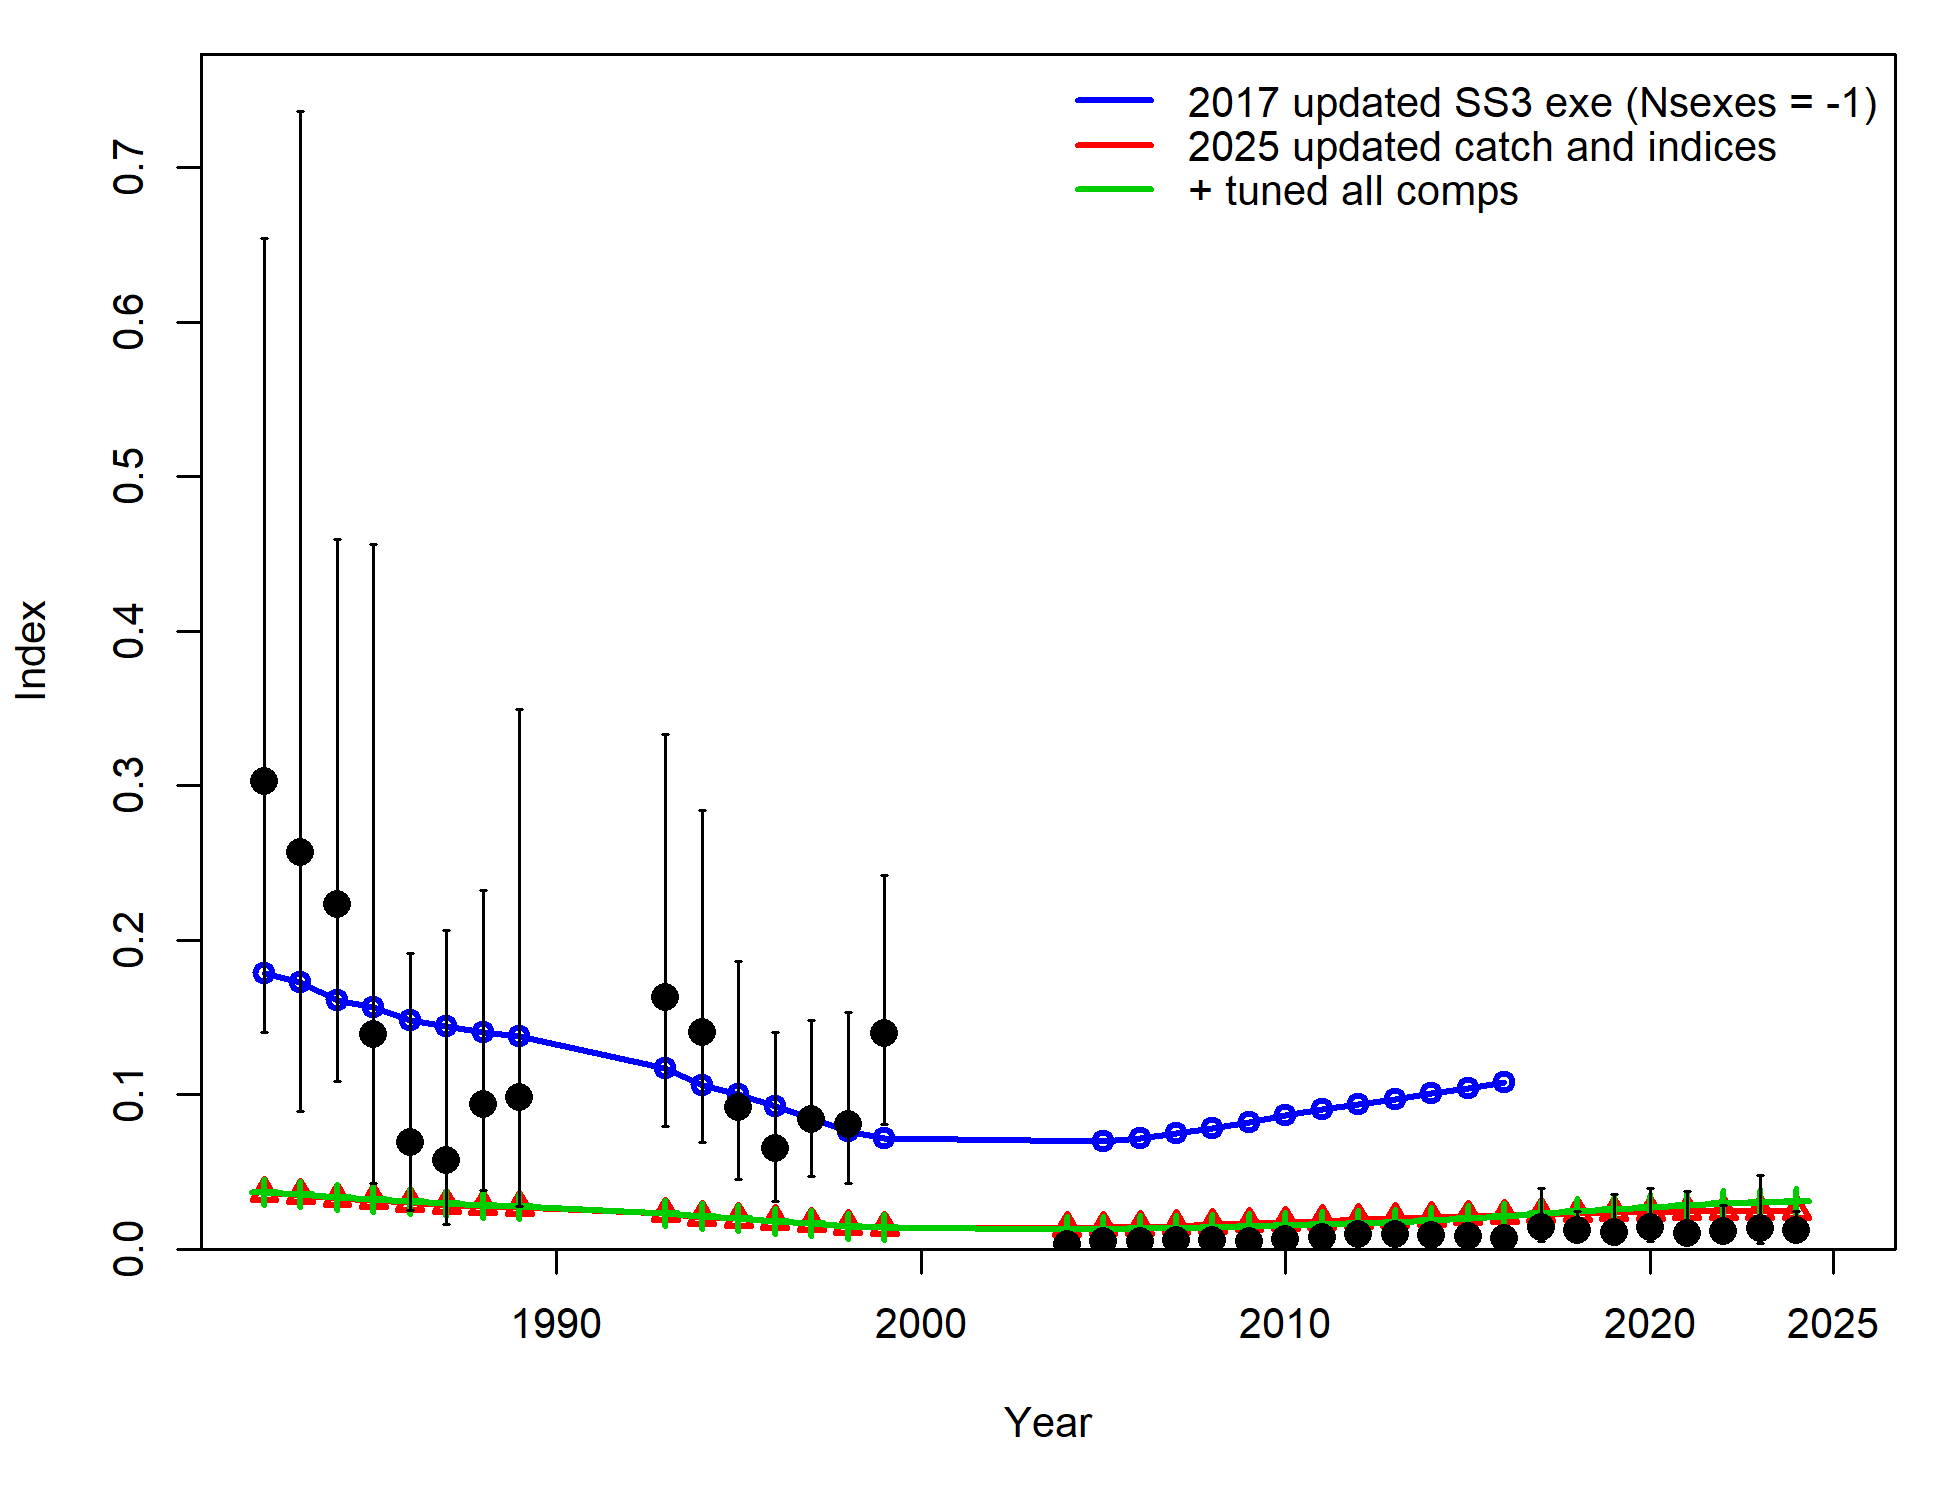 2017 updated SS3 exe (Nsexes = -1)
2025 updated catch and indices
+ tuned all comps
0.7
0.6
0.5
0.4
0.3
0.2
0.1
0.0
Index
1990 2000 2010 2020 2025
Year